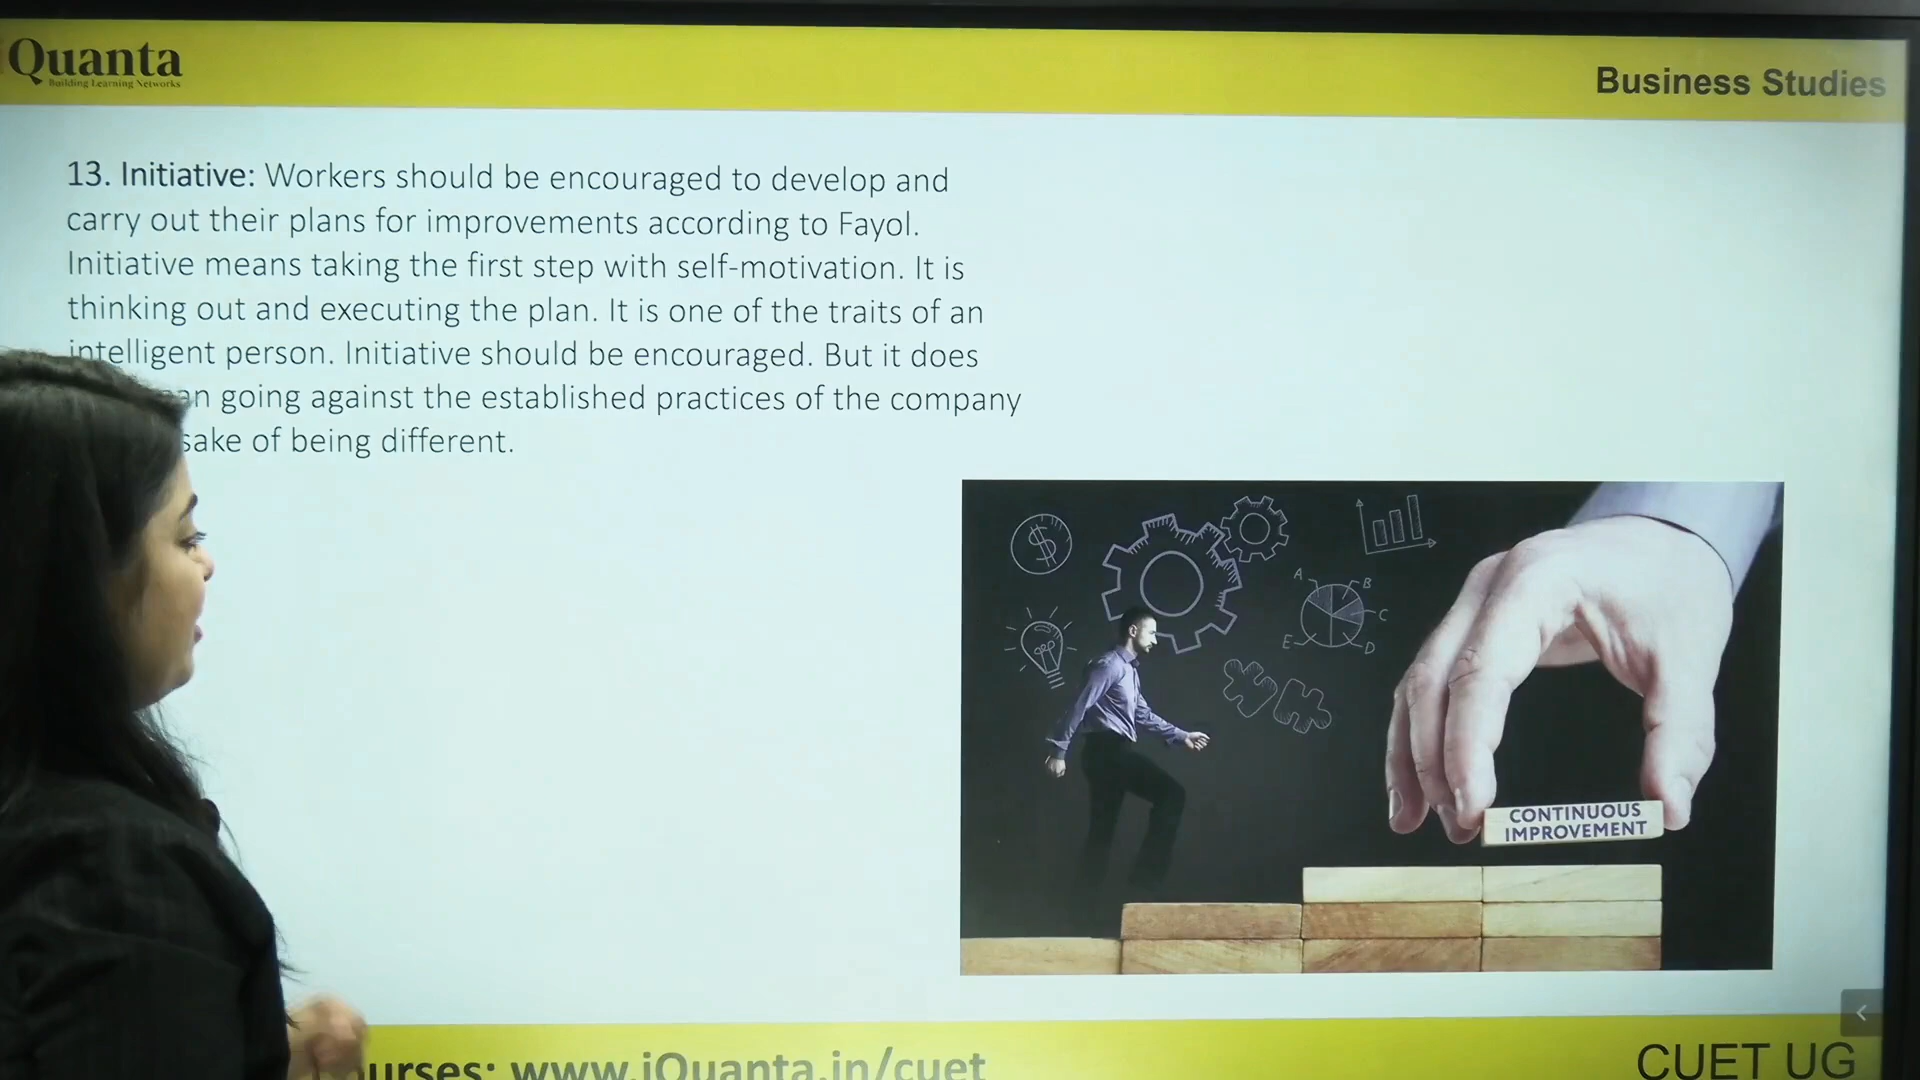 Quanta
Building Learning Networks
Business Studies
13. Initiative: Workers should be encouraged to develop and
carry out their plans for improvements according to Fayol.
Initiative means taking the first step with self-motivation. It is
thinking out and executing the plan. It is one of the traits of an
intelligent person. Initiative should be encouraged. But it does
going against the established practices of the company
sake of being different.
$
A
B
C
D
E
CONTINUOUS
IMPROVEMENT
www.iQuanta.in/cuet
CUET UG